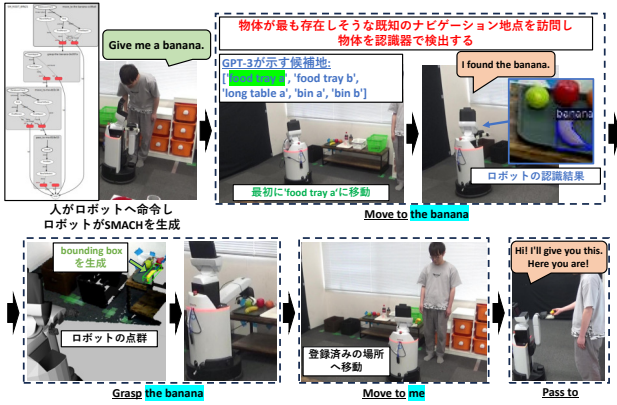 Give me a banana.
人がロボットへ命令し
ロボットがSMACHを生成
物体が最も存在しそうな既知のナビゲーション地点を訪問し
物体を認識器で検出する
GPT-3が示す候補地:
['food tray a', 'food tray b',
'long table a', 'bin a', 'bin b']
最初に'food tray a'に移動
I found the banana.
banana
ロボットの認識結果
Move to the banana
bounding box
を生成
ロボットの点群
Grasp the banana
登録済みの場所
へ移動
Move to me
Hi! I'll give you this.
Here you are!
Pass to